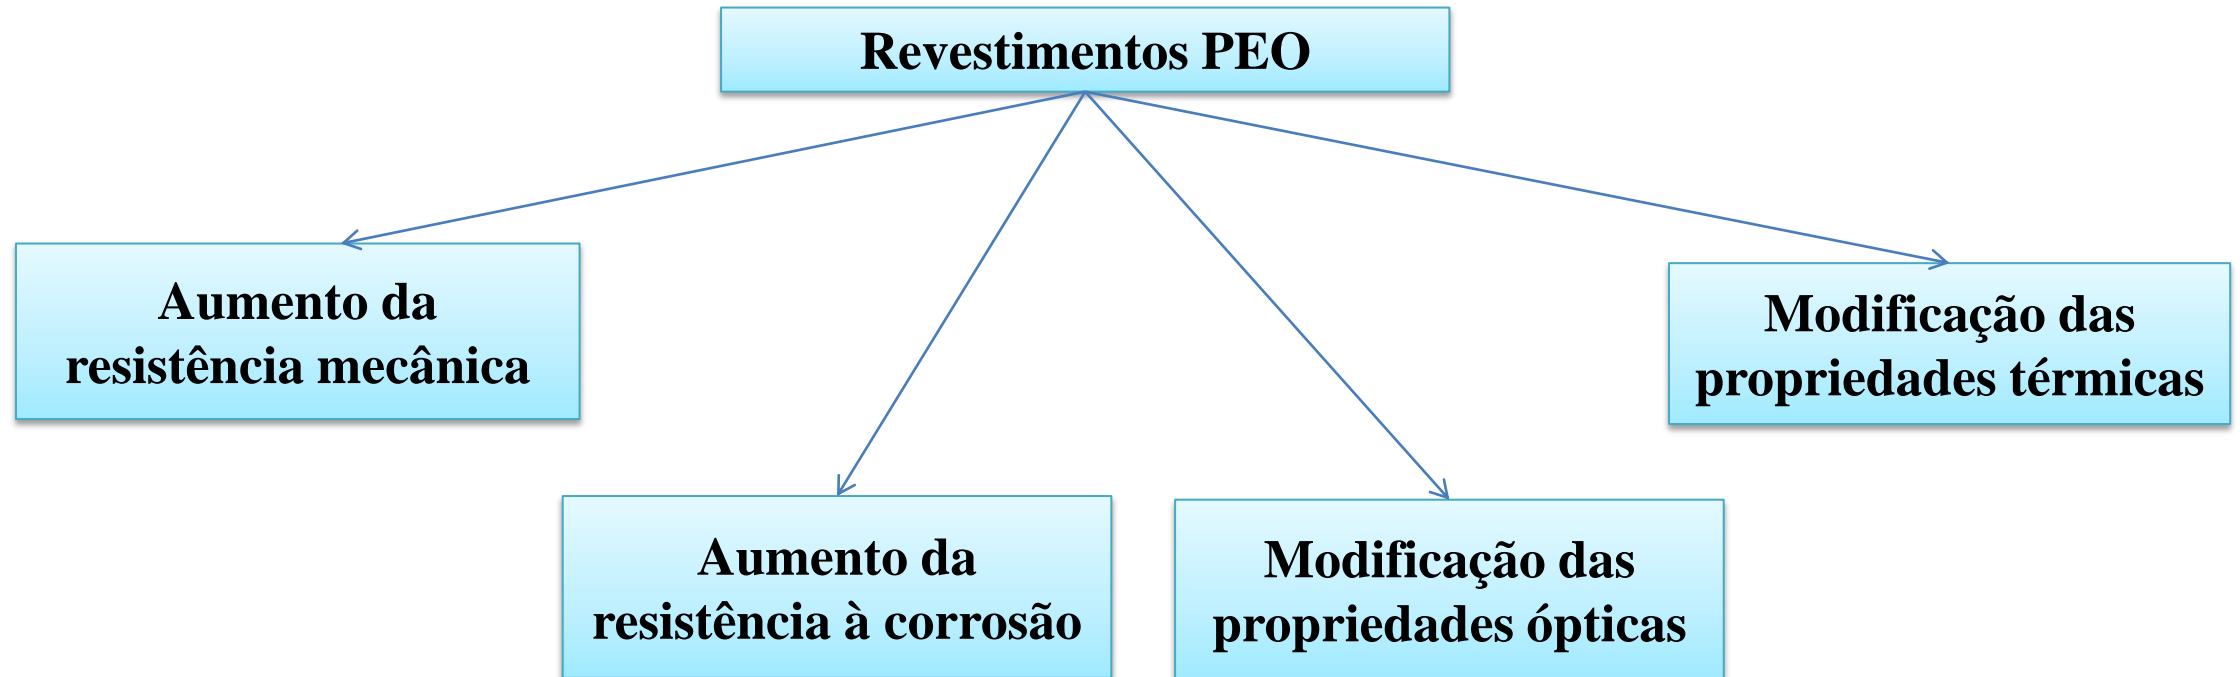 Revestimentos PEO
Aumento da
resistência mecânica
Modificação das
propriedades térmicas
Aumento da
resistência à corrosão
Modificação das
propriedades ópticas